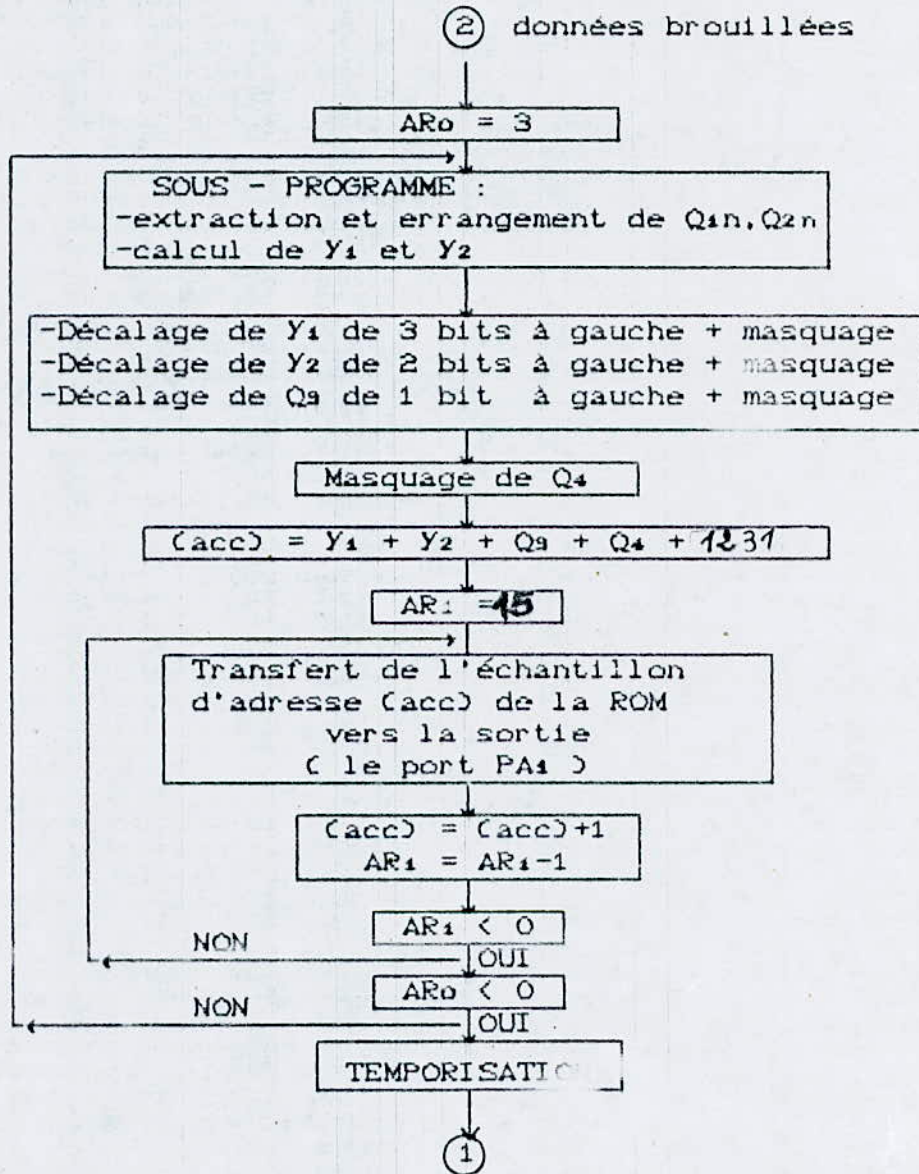 2 données brouillées
ARo = 3
SOUS - PROGRAMME :
-extraction et errangement de Q1n,Q2n
-calcul de Y1 et Y2
-Décalage de Y1 de 3 bits à gauche + masquage
-Décalage de Y2 de 2 bits à gauche + masquage
-Décalage de Q3 de 1 bit à gauche + masquage
Masquage de Q4
(acc) = Y1 + Y2 + Q3 + Q4 + 1231
AR1 =15
Transfert de l'échantillon
d'adresse (acc) de la ROM
vers la sortie
( le port PA1 )
(acc) = (acc)+1
AR1 = AR1-1
AR1 < 0
NON
OUI
ARo < 0
NON
OUI
TEMPORISATIO
1